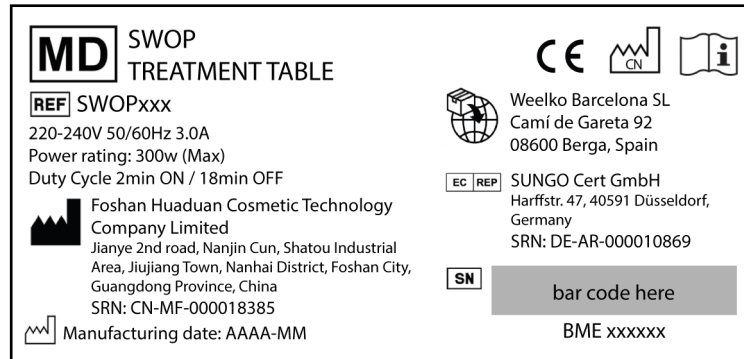 MD
SWOP
TREATMENT TABLE
REF SWOPxxx
220-240V 50/60Hz 3.0A
Power rating: 300w (Max)
Duty Cycle 2min ON / 18min OFF
Foshan Huaduan Cosmetic Technology
Company Limited
Jianye 2nd road, Nanjin Cun, Shatou Industrial
Area, Jiujiang Town, Nanhai District, Foshan City,
Guangdong Province, China
SRN: CN-MF-000018385
Manufacturing date: AAAA-MM
CE
CN
i
Weelko Barcelona SL
Camí de Gareta 92
08600 Berga, Spain
EC REP SUNGO Cert GmbH
Harffstr. 47, 40591 Düsseldorf,
Germany
SRN: DE-AR-000010869
SN
bar code here
BME xxxxxx